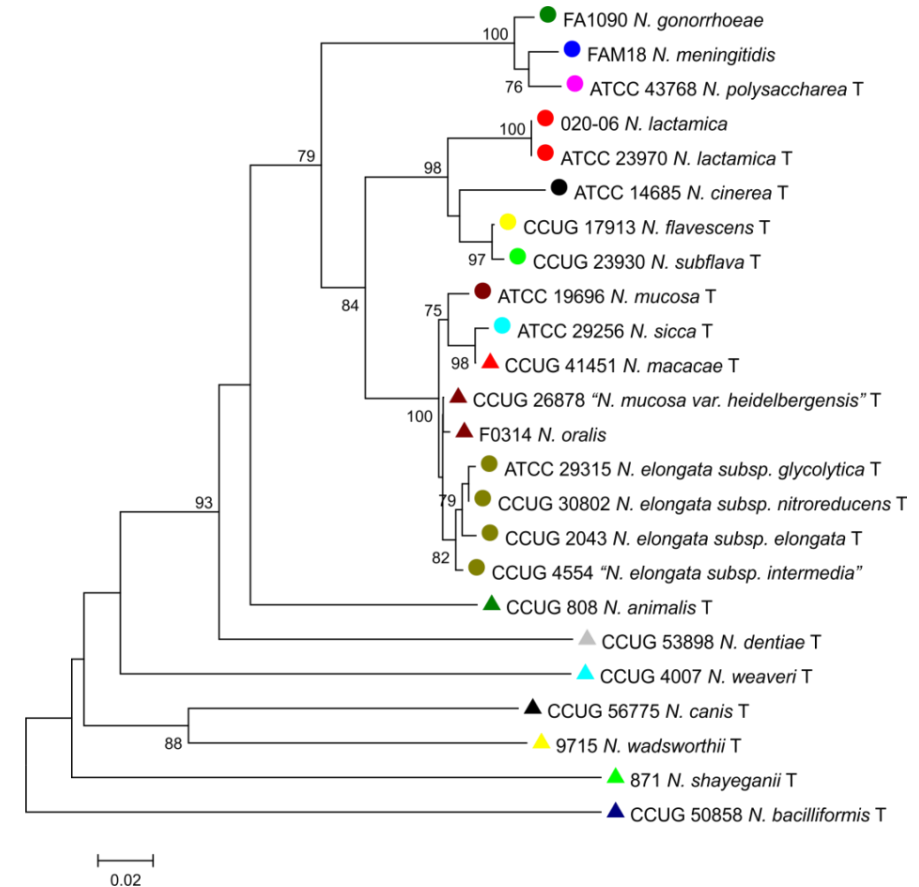 FA1090 N. gonorrhoeae
100
FAM18 N. meningitidis
76
ATCC 43768 N. polysaccharea T
020-06 N. lactamica
100
79
ATCC 23970 N. lactamica T
98
ATCC 14685 N. cinerea T
CCUG 17913 N. flavescens T
97
CCUG 23930 N. subflava T
84
ATCC 19696 N. mucosa T
75
ATCC 29256 N. sicca T
98
CCUG 41451 N. macacae T
CCUG 26878 “N. mucosa var. heidelbergensis” T
100
F0314 N. oralis
ATCC 29315 N. elongata subsp. glycolytica T
79
CCUG 30802 N. elongata subsp. nitroreducens T
93
CCUG 2043 N. elongata subsp. elongata T
82
CCUG 4554 “N. elongata subsp. intermedia”
CCUG 808 N. animalis T
CCUG 53898 N. dentiae T
CCUG 4007 N. weaveri T
CCUG 56775 N. canis T
88
9715 N. wadsworthii T
871 N. shayeganii T
CCUG 50858 N. bacilliformis T
0.02